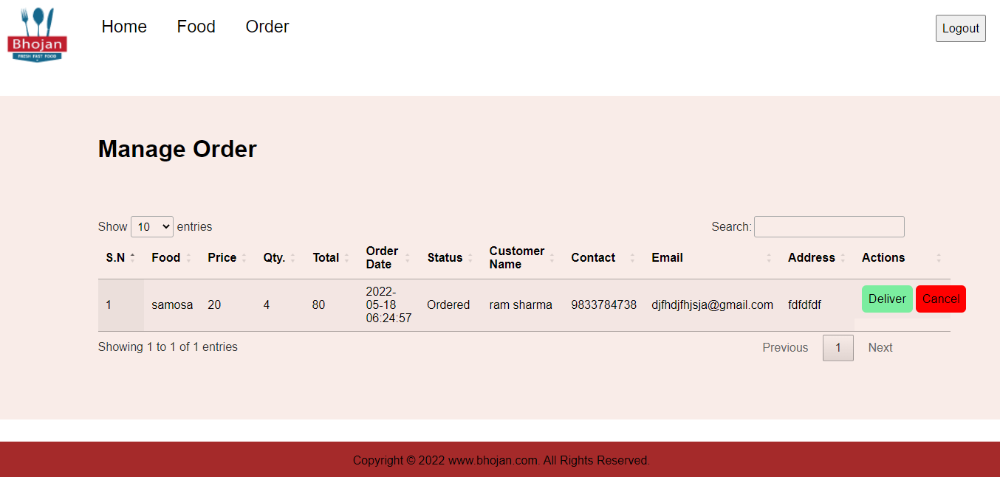 Bhojan
FRESH FAST FOOD
Home Food Order
Logout
Manage Order
Show 10 entries
Search:
S.N Food Price Qty. Total Order Date Status Customer Name Contact Email Address Actions
1 samosa 20 4 80 2022-05-18 06:24:57 Ordered ram sharma 9833784738 djfhdjfhjsja@gmail.com fdfdfdf Deliver Cancel
Showing 1 to 1 of 1 entries
Previous 1 Next
Copyright © 2022 www.bhojan.com. All Rights Reserved.